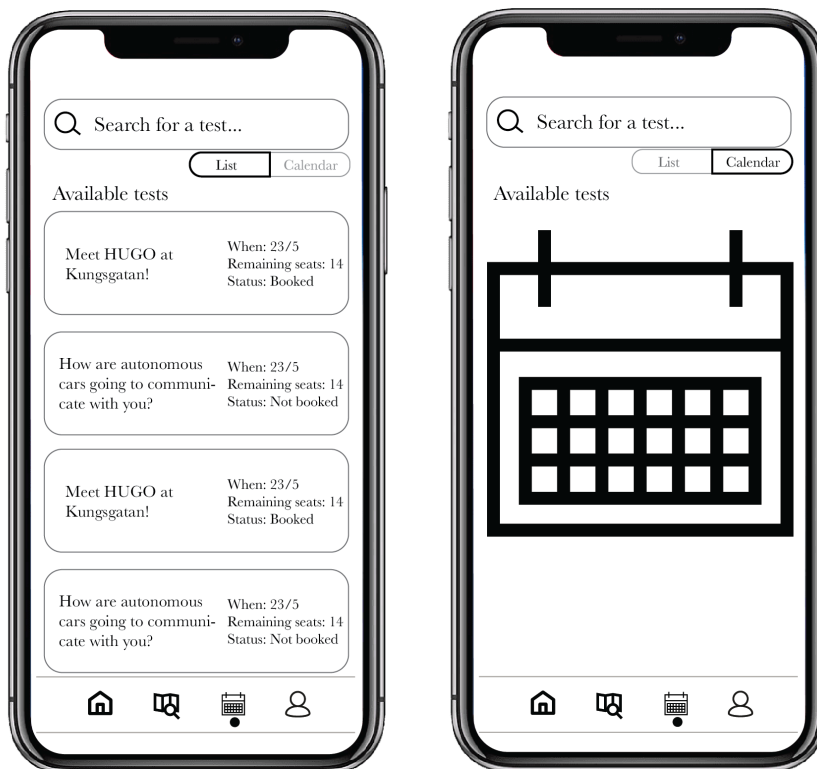 Search for a test...
List
Calendar
Available tests
Meet HUGO at
Kungsgatan!
When: 23/5
Remaining seats: 14
Status: Booked
How are autonomous
cars going to communi-
cate with you?
When: 23/5
Remaining seats: 14
Status: Not booked
Meet HUGO at
Kungsgatan!
When: 23/5
Remaining seats: 14
Status: Booked
How are autonomous
cars going to communi-
cate with you?
When: 23/5
Remaining seats: 14
Status: Not booked
Search for a test...
List
Calendar
Available tests